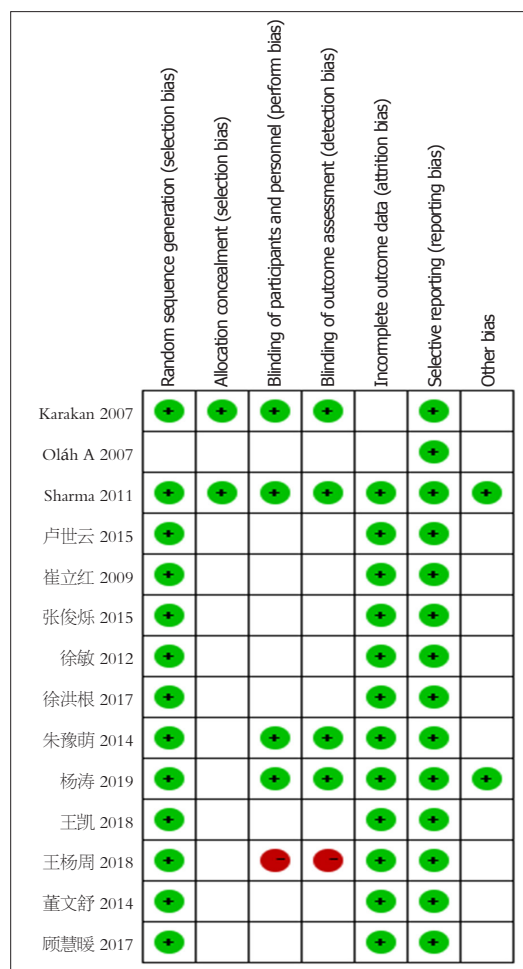 Random sequence generation (selection bias)
Allocation concealment (selection bias)
Blinding of participants and personnel (perform bias)
Blinding of outcome assessment (detection bias)
Incormplete outcome data (attrition bias)
Selective reporting (reporting bias)
Other bias
Karakan 2007 + + + + +
Oláh A 2007 +
Sharma 2011 + + + + + + +
卢世云 2015 + + +
崔立红 2009 + + +
张俊烁 2015 + + +
徐敏 2012 + + +
徐洪根 2017 + + +
朱豫萌 2014 + + + + +
杨涛 2019 + + + + + +
王凯 2018 + + +
王杨周 2018 + - - + +
董文舒 2014 + + +
顾慧暖 2017 + + +